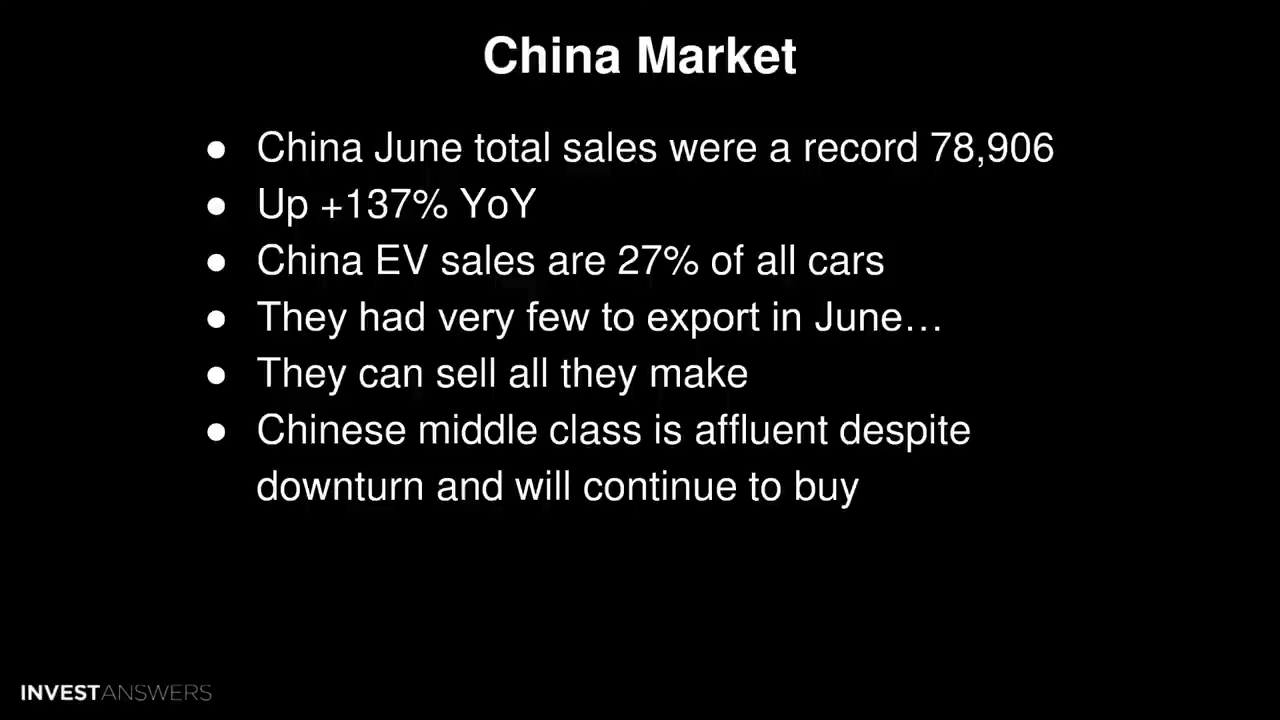 China Market
● China June total sales were a record 78,906
● Up +137% YoY
● China EV sales are 27% of all cars
● They had very few to export in June…
● They can sell all they make
● Chinese middle class is affluent despite
downturn and will continue to buy
INVESTANSWERS